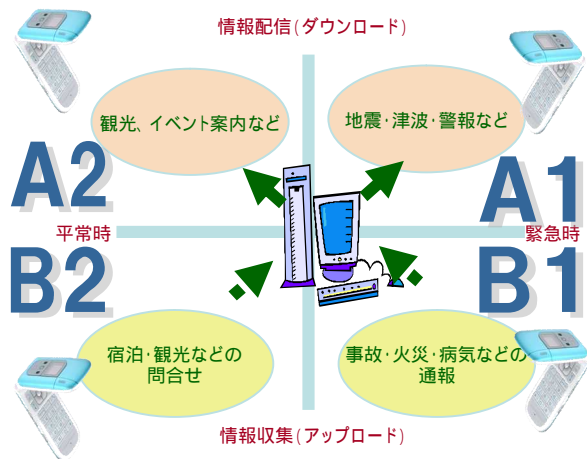 情報配信(ダウンロード)
観光、イベント案内など
地震・津波・警報など
A2
A1
平常時
緊急時
B2
B1
宿泊・観光などの
問合せ
事故・火災・病気などの
通報
情報収集(アップロード)